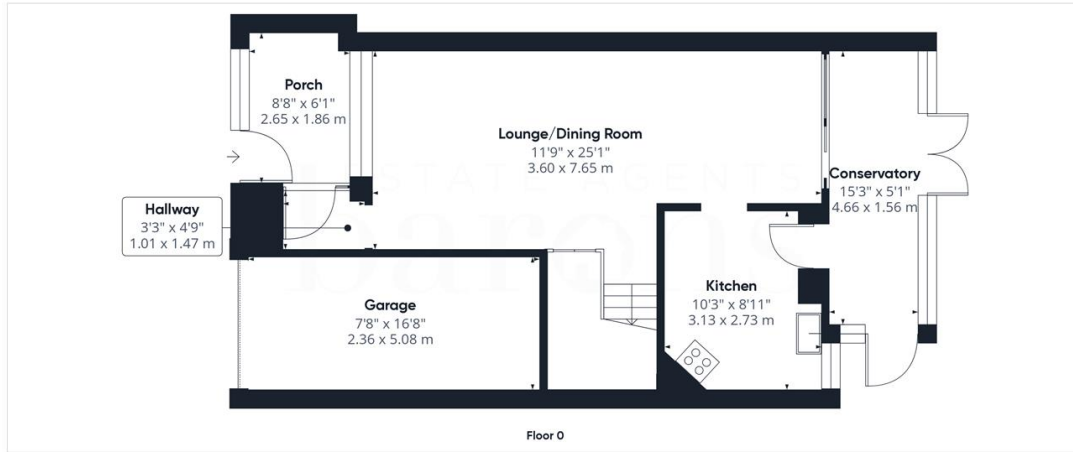 Porch
8'8" x 6'1"
2.65 x 1.86 m
Lounge/Dining Room
11'9" x 25'1"
3.60 x 7.65 m
Conservatory
15'3" x 5'1"
4.66 x 1.56 m
Hallway
3'3" x 4'9"
1.01 x 1.47 m
ESTATE AGENTS
barons
Kitchen
10'3" x 8'11"
3.13 x 2.73 m
Garage
7'8" x 16'8"
2.36 x 5.08 m
Floor 0